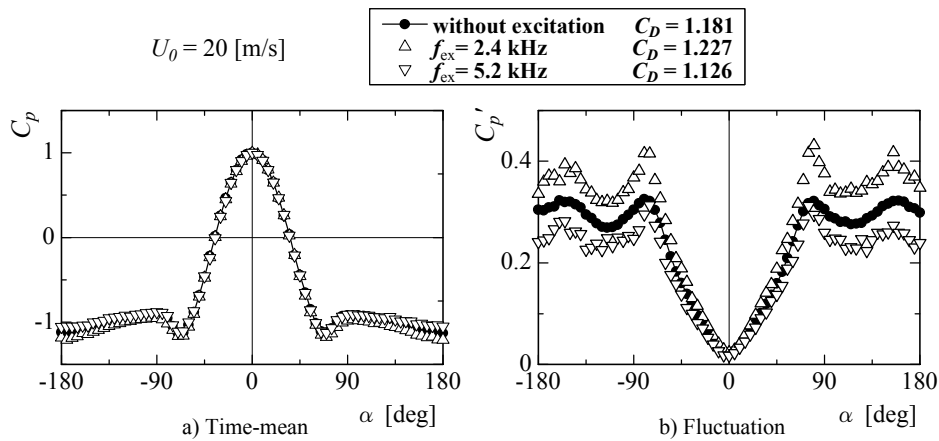 U0 = 20 [m/s]
without excitation CD = 1.181
fex = 2.4 kHz CD = 1.227
fex = 5.2 kHz CD = 1.126
Cp
1
0
-1
-180 -90 0 90 180
α [deg]
a) Time-mean
Cp'
0.4
0.2
0
-180 -90 0 90 180
α [deg]
b) Fluctuation